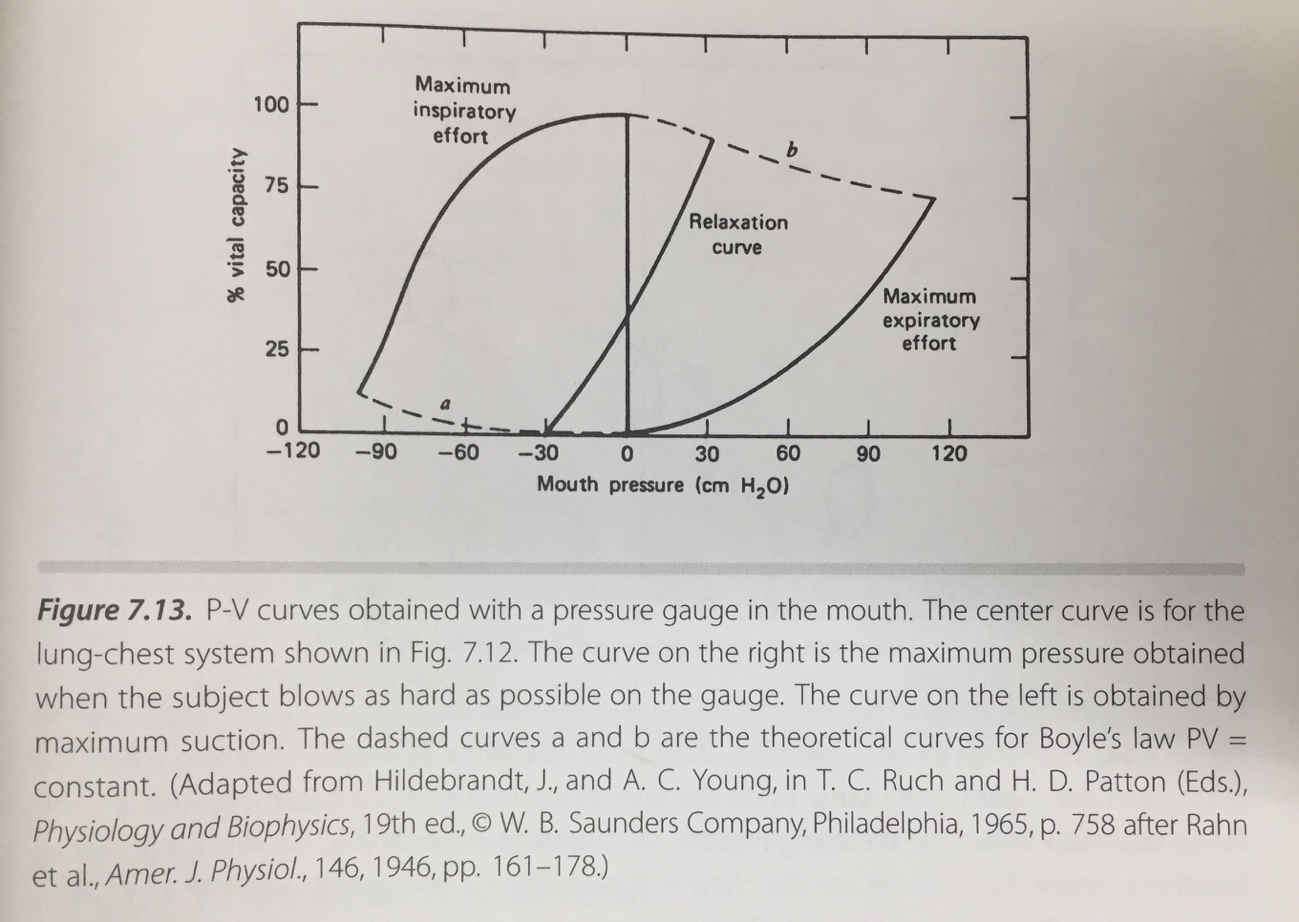 Maximum
inspiratory
effort
100
75
50
25
0
% vital capacity
b
Relaxation
curve
Maximum
expiratory
effort
a
−120 −90 −60 −30 0 30 60 90 120
Mouth pressure (cm H₂O)
Figure 7.13. P-V curves obtained with a pressure gauge in the mouth. The center curve is for the
lung-chest system shown in Fig. 7.12. The curve on the right is the maximum pressure obtained
when the subject blows as hard as possible on the gauge. The curve on the left is obtained by
maximum suction. The dashed curves a and b are the theoretical curves for Boyle's law PV =
constant. (Adapted from Hildebrandt, J., and A. C. Young, in T. C. Ruch and H. D. Patton (Eds.),
Physiology and Biophysics, 19th ed., © W. B. Saunders Company, Philadelphia, 1965, p. 758 after Rahn
et al., Amer. J. Physiol., 146, 1946, pp. 161–178.)